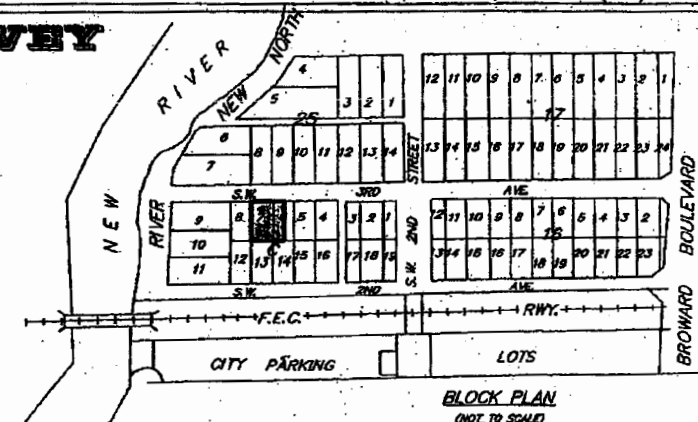 VEY
RIVER
NEW
NORTH
NEW
RIVER
4
5
3 2 1
25
12 11 10 9 8 7 6 5 4 3 2 1
17
6
7
8 9 10 11 12 13 14
13 14 15 16 17 18 19 20 21 22 23 24
STREET
S.W. 3RD AVE.
BOULEVARD
9 8 5 4 3 2 1
10
11 12 13 14 15 16 17 18 19
S.W. 2ND
12 11 10 9 8 7 6 5 4 3 2
16
13 14 15 16 17 18 19 20 21 22 23
S.W. 2ND AVE.
F.E.C. RWY.
BROWARD
CITY PARKING LOTS
BLOCK PLAN
(NOT TO SCALE)